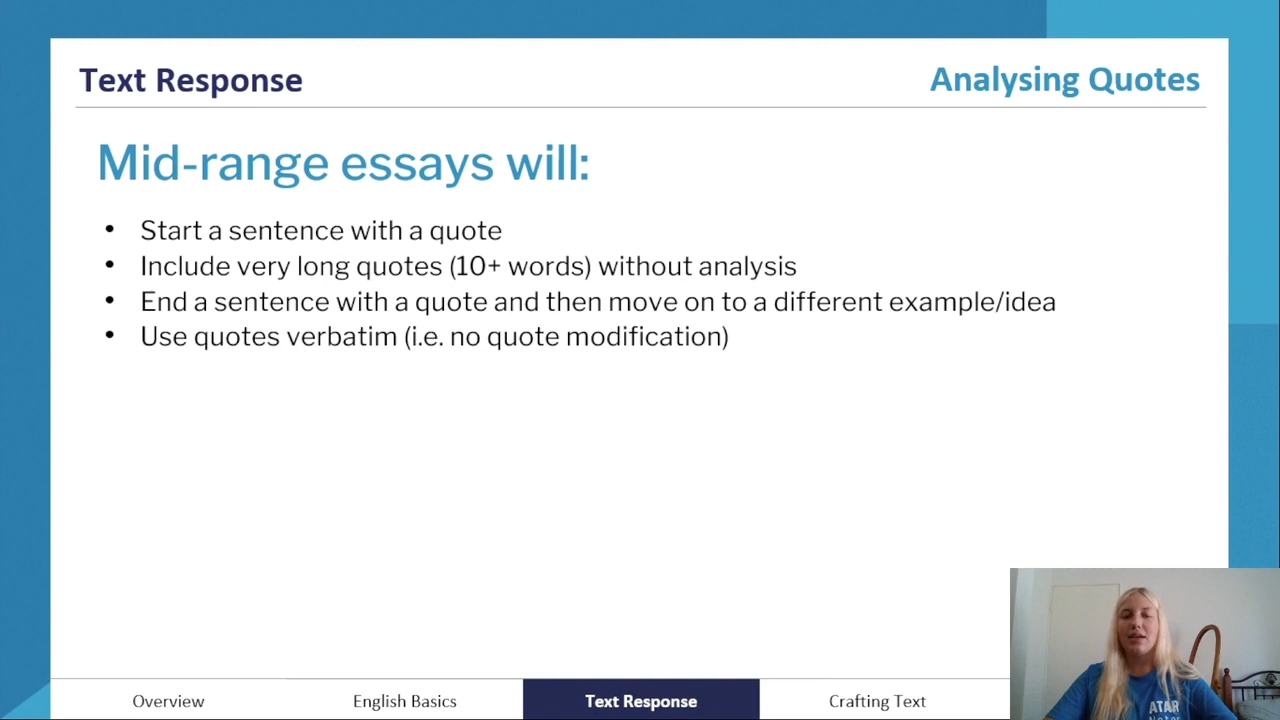 Text Response
Analysing Quotes
Mid-range essays will:
• Start a sentence with a quote
• Include very long quotes (10+ words) without analysis
• End a sentence with a quote and then move on to a different example/idea
• Use quotes verbatim (i.e. no quote modification)
Overview
English Basics
Text Response
Crafting Text
ATAR
Notes